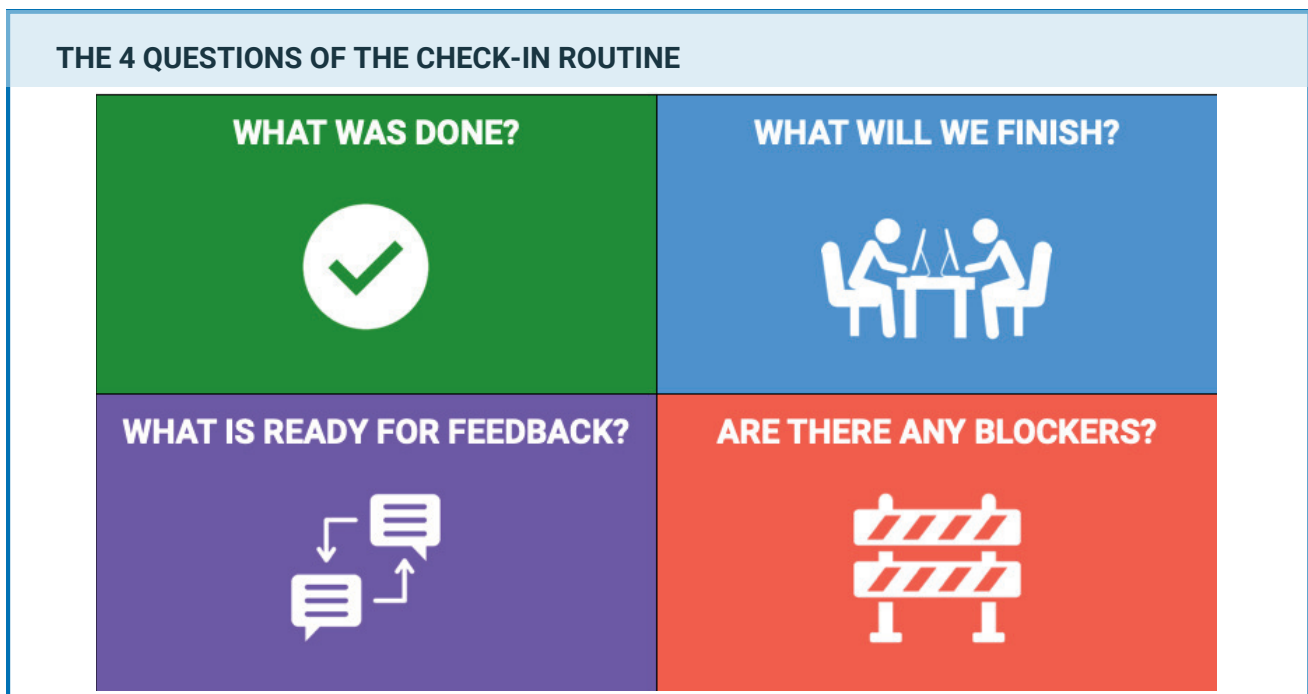 THE 4 QUESTIONS OF THE CHECK-IN ROUTINE
WHAT WAS DONE?
WHAT WILL WE FINISH?
WHAT IS READY FOR FEEDBACK?
ARE THERE ANY BLOCKERS?